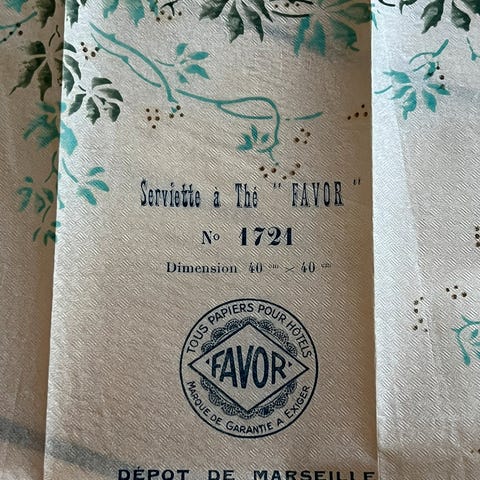 Serviette à Thé " FAVOR "
No 1721
Dimension 40 cm × 40 cm
TOUS PAPIERS POUR HÔTELS
FAVOR
MARQUE DE GARANTIE A EXIGER
DÉPOT DE MARSEILLE